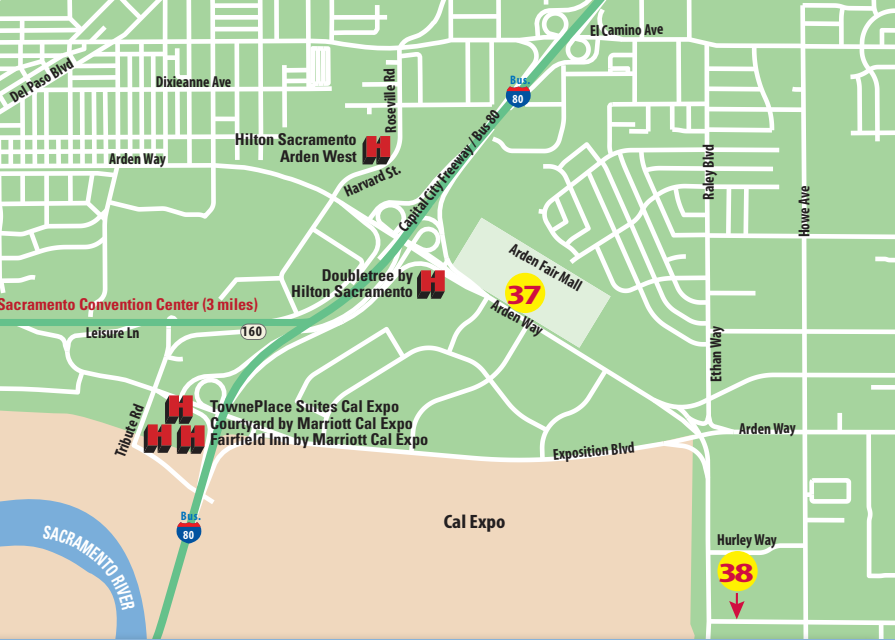 El Camino Ave
Del Paso Blvd
Dixieanne Ave
Bus.
80
Roseville Rd
Capital City Freeway / Bus 80
Hilton Sacramento
Arden West
Arden Way
Harvard St.
Raley Blvd
Howe Ave
Arden Fair Mall
Doubletree by
Hilton Sacramento
37
Arden Way
Sacramento Convention Center (3 miles)
Leisure Ln
160
Ethan Way
TownePlace Suites Cal Expo
Courtyard by Marriott Cal Expo
Fairfield Inn by Marriott Cal Expo
Tribute Rd
Arden Way
Exposition Blvd
Bus.
80
Cal Expo
SACRAMENTO RIVER
Hurley Way
38